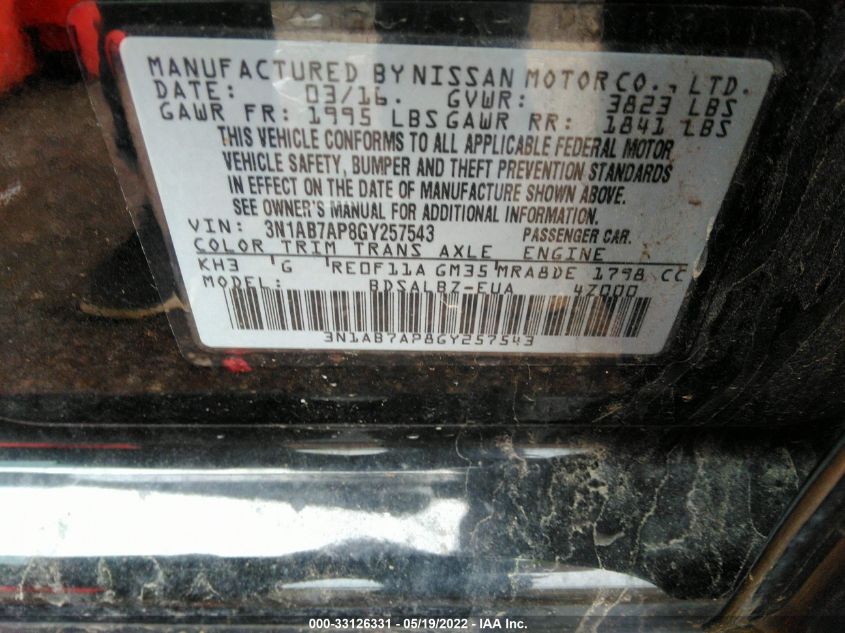 MANUFACTURED BY NISSAN MOTOR CO., LTD.
DATE: 03/16. GVWR: 3823 LBS
GAWR FR: 1995 LBS GAWR RR: 1841 LBS
THIS VEHICLE CONFORMS TO ALL APPLICABLE FEDERAL MOTOR
VEHICLE SAFETY, BUMPER AND THEFT PREVENTION STANDARDS
IN EFFECT ON THE DATE OF MANUFACTURE SHOWN ABOVE.
SEE OWNER'S MANUAL FOR ADDITIONAL INFORMATION.
VIN: 3N1AB7AP8GY257543 PASSENGER CAR.
COLOR TRIM TRANS AXLE ENGINE
KH3 G RE0F11A GM35 MRA8DE 1798 CC
MODEL: BDSALBZ-EUA 4Z000
3N1AB7AP8GY257543
000-33126331 - 05/19/2022 - IAA Inc.